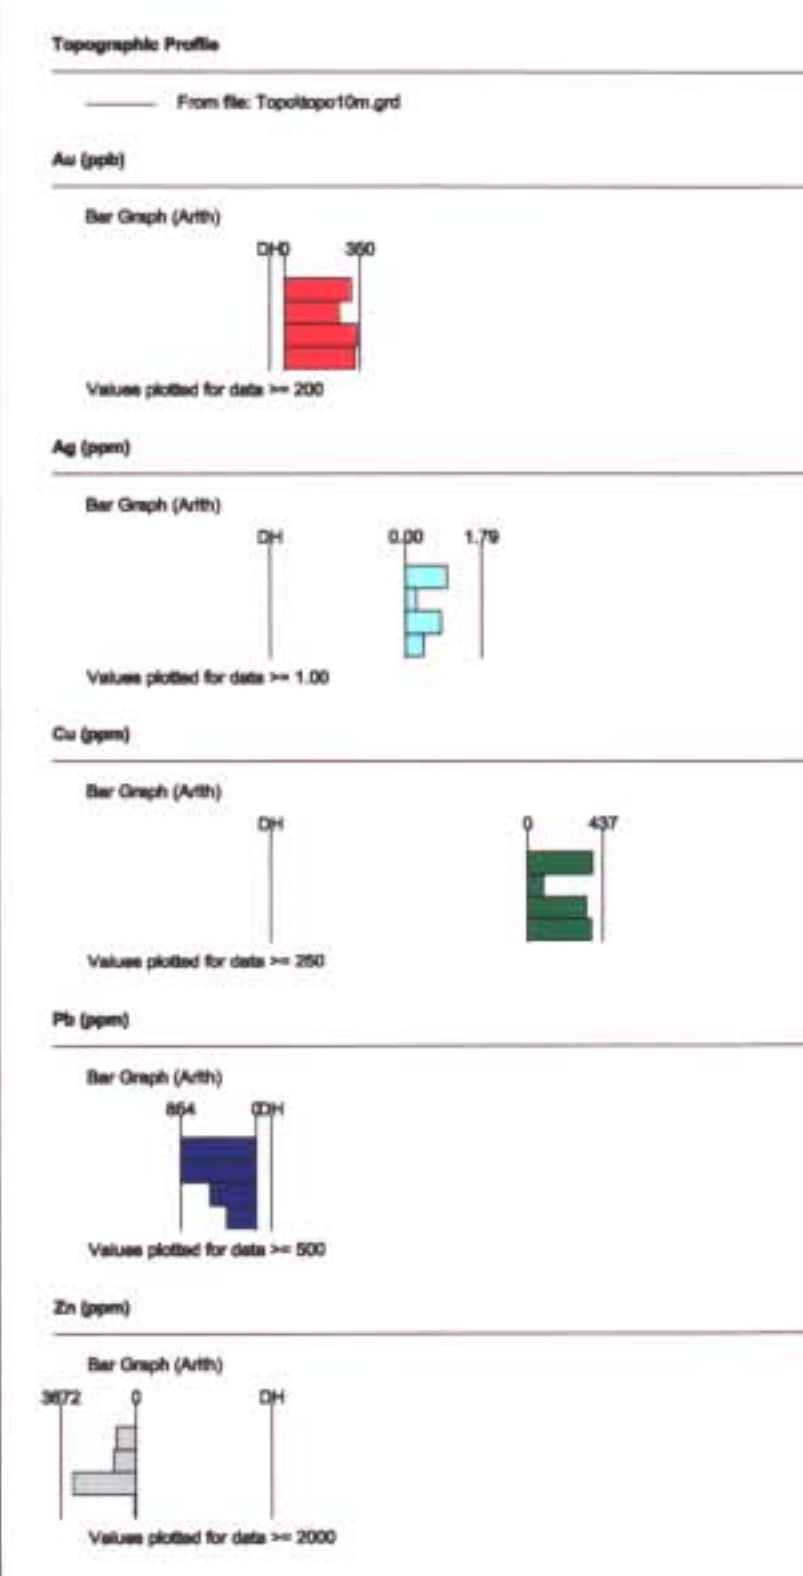 Topographic Profile
From file: Topo\topo10m.grd
Au (ppb)
Bar Graph (Arith)
DH 0 350
Values plotted for data >= 200
Ag (ppm)
Bar Graph (Arith)
DH 0.00 1.79
Values plotted for data >= 1.00
Cu (ppm)
Bar Graph (Arith)
DH 0 437
Values plotted for data >= 250
Pb (ppm)
Bar Graph (Arith)
854 0 DH
Values plotted for data >= 500
Zn (ppm)
Bar Graph (Arith)
3672 0 DH
Values plotted for data >= 2000